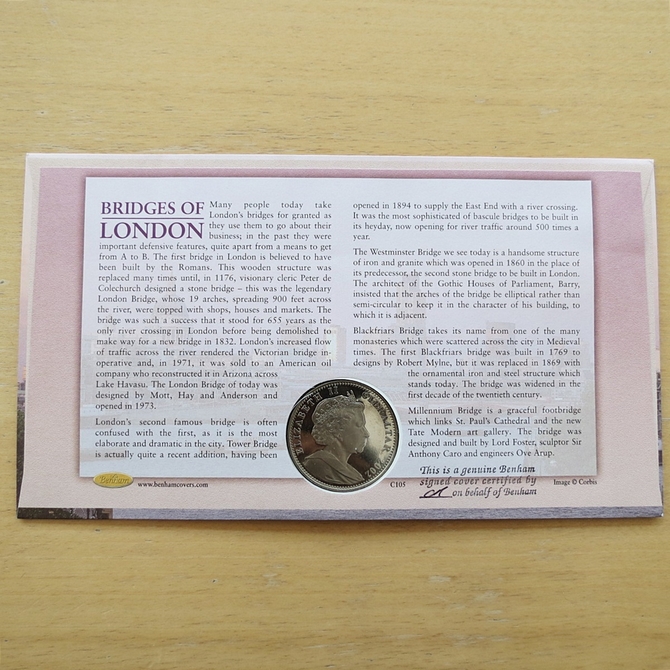 BRIDGES OF
LONDON
Many people today take
London's bridges for granted as
they use them to go about their
business; in the past they were
important defensive features, quite apart from a means to get
from A to B. The first bridge in London is believed to have
been built by the Romans. This wooden structure was
replaced many times until, in 1176, visionary cleric Peter de
Colechurch designed a stone bridge – this was the legendary
London Bridge, whose 19 arches, spreading 900 feet across
the river, were topped with shops, houses and markets. The
bridge was such a success that it stood for 655 years as the
only river crossing in London before being demolished to
make way for a new bridge in 1832. London's increased flow
of traffic across the river rendered the Victorian bridge in-
operative and, in 1971, it was sold to an American oil
company who reconstructed it in Arizona across
Lake Havasu. The London Bridge of today was
designed by Mott, Hay and Anderson and
opened in 1973.
London's second famous bridge is often
confused with the first, as it is the most
elaborate and dramatic in the city. Tower Bridge
is actually quite a recent addition, having been
opened in 1894 to supply the East End with a river crossing.
It was the most sophisticated of bascule bridges to be built in
its heyday, now opening for river traffic around 500 times a
year.
The Westminster Bridge we see today is a handsome structure
of iron and granite which was opened in 1860 in the place of
its predecessor, the second stone bridge to be built in London.
The architect of the Gothic Houses of Parliament, Barry,
insisted that the arches of the bridge be elliptical rather than
semi-circular to keep it in the character of his building, to
which it is adjacent.
Blackfriars Bridge takes its name from one of the many
monasteries which were scattered across the city in Medieval
times. The first Blackfriars bridge was built in 1769 to
designs by Robert Mylne, but it was replaced in 1869 with
the ornamental iron and steel structure which
stands today. The bridge was widened in the
first decade of the twentieth century.
Millennium Bridge is a graceful footbridge
which links St. Paul's Cathedral and the new
Tate Modern art gallery. The bridge was
designed and built by Lord Foster, sculptor Sir
Anthony Caro and engineers Ove Arup.
ELIZABETH II
Benham
www.benhamcovers.com
C105
This is a genuine Benham
signed cover certified by
on behalf of Benham
Image © Corbis